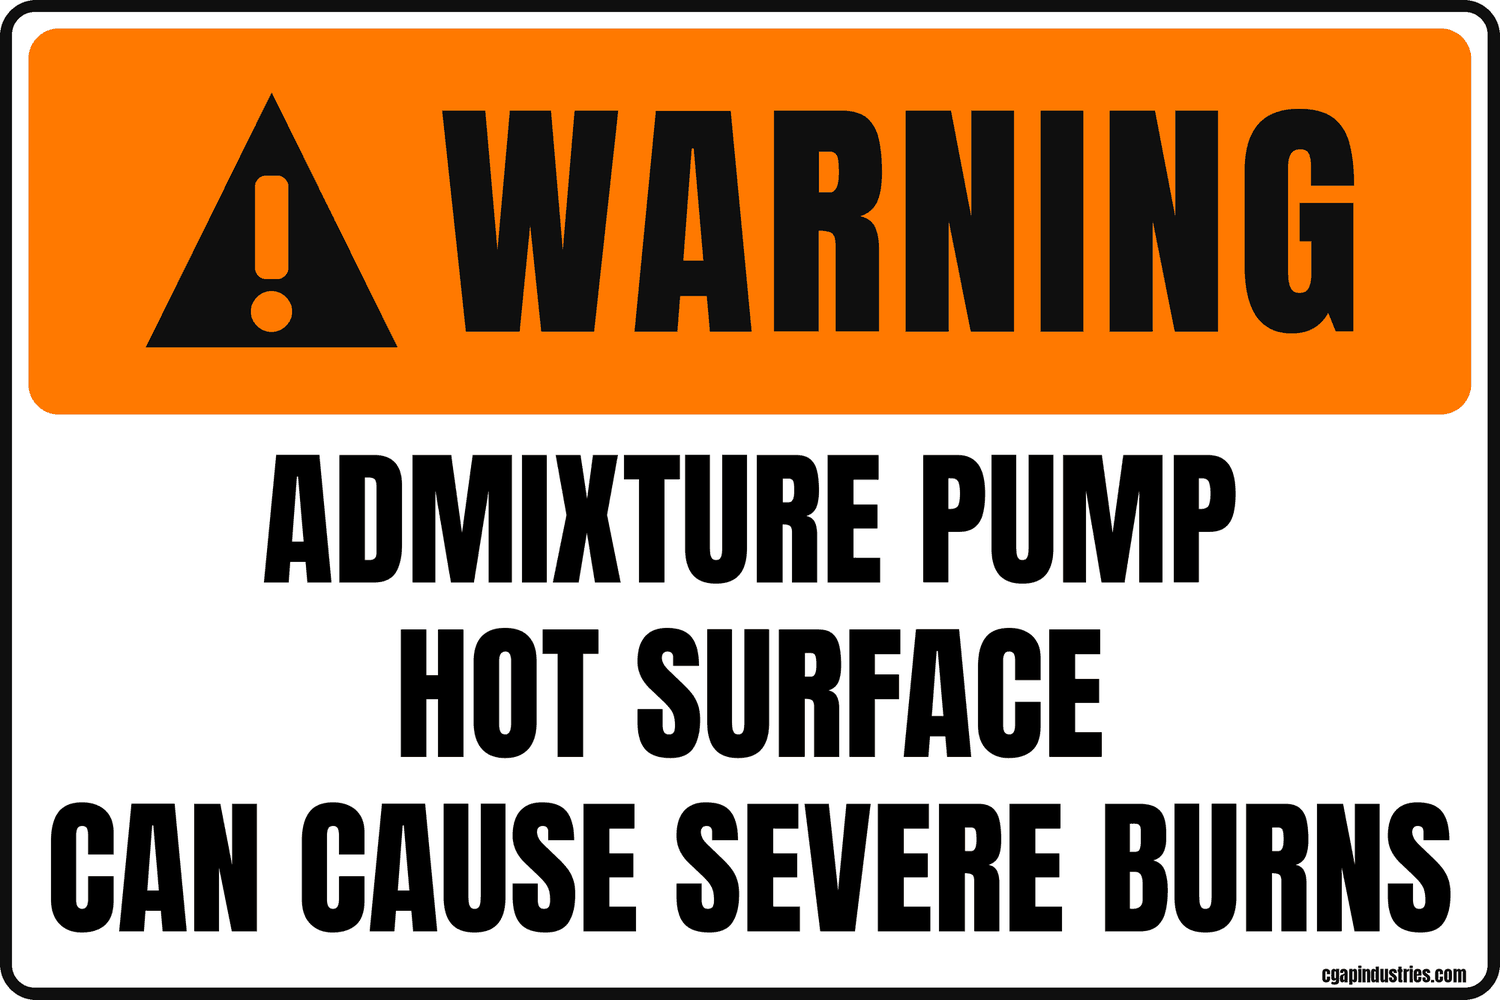 WARNING
ADMIXTURE PUMP
HOT SURFACE
CAN CAUSE SEVERE BURNS
cgapindustries.com